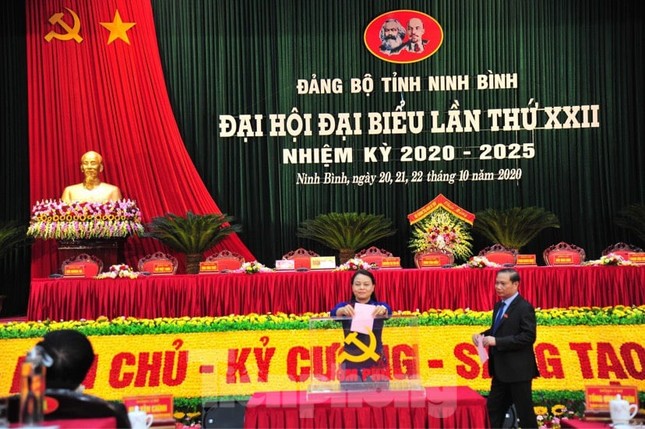 ĐẢNG BỘ TỈNH NINH BÌNH
ĐẠI HỘI ĐẠI BIỂU LẦN THỨ XXII
NHIỆM KỲ 2020 - 2025
Ninh Bình, ngày 20, 21, 22 tháng 10 năm 2020
CHỦ - KỶ CƯƠNG - SÁNG TẠO